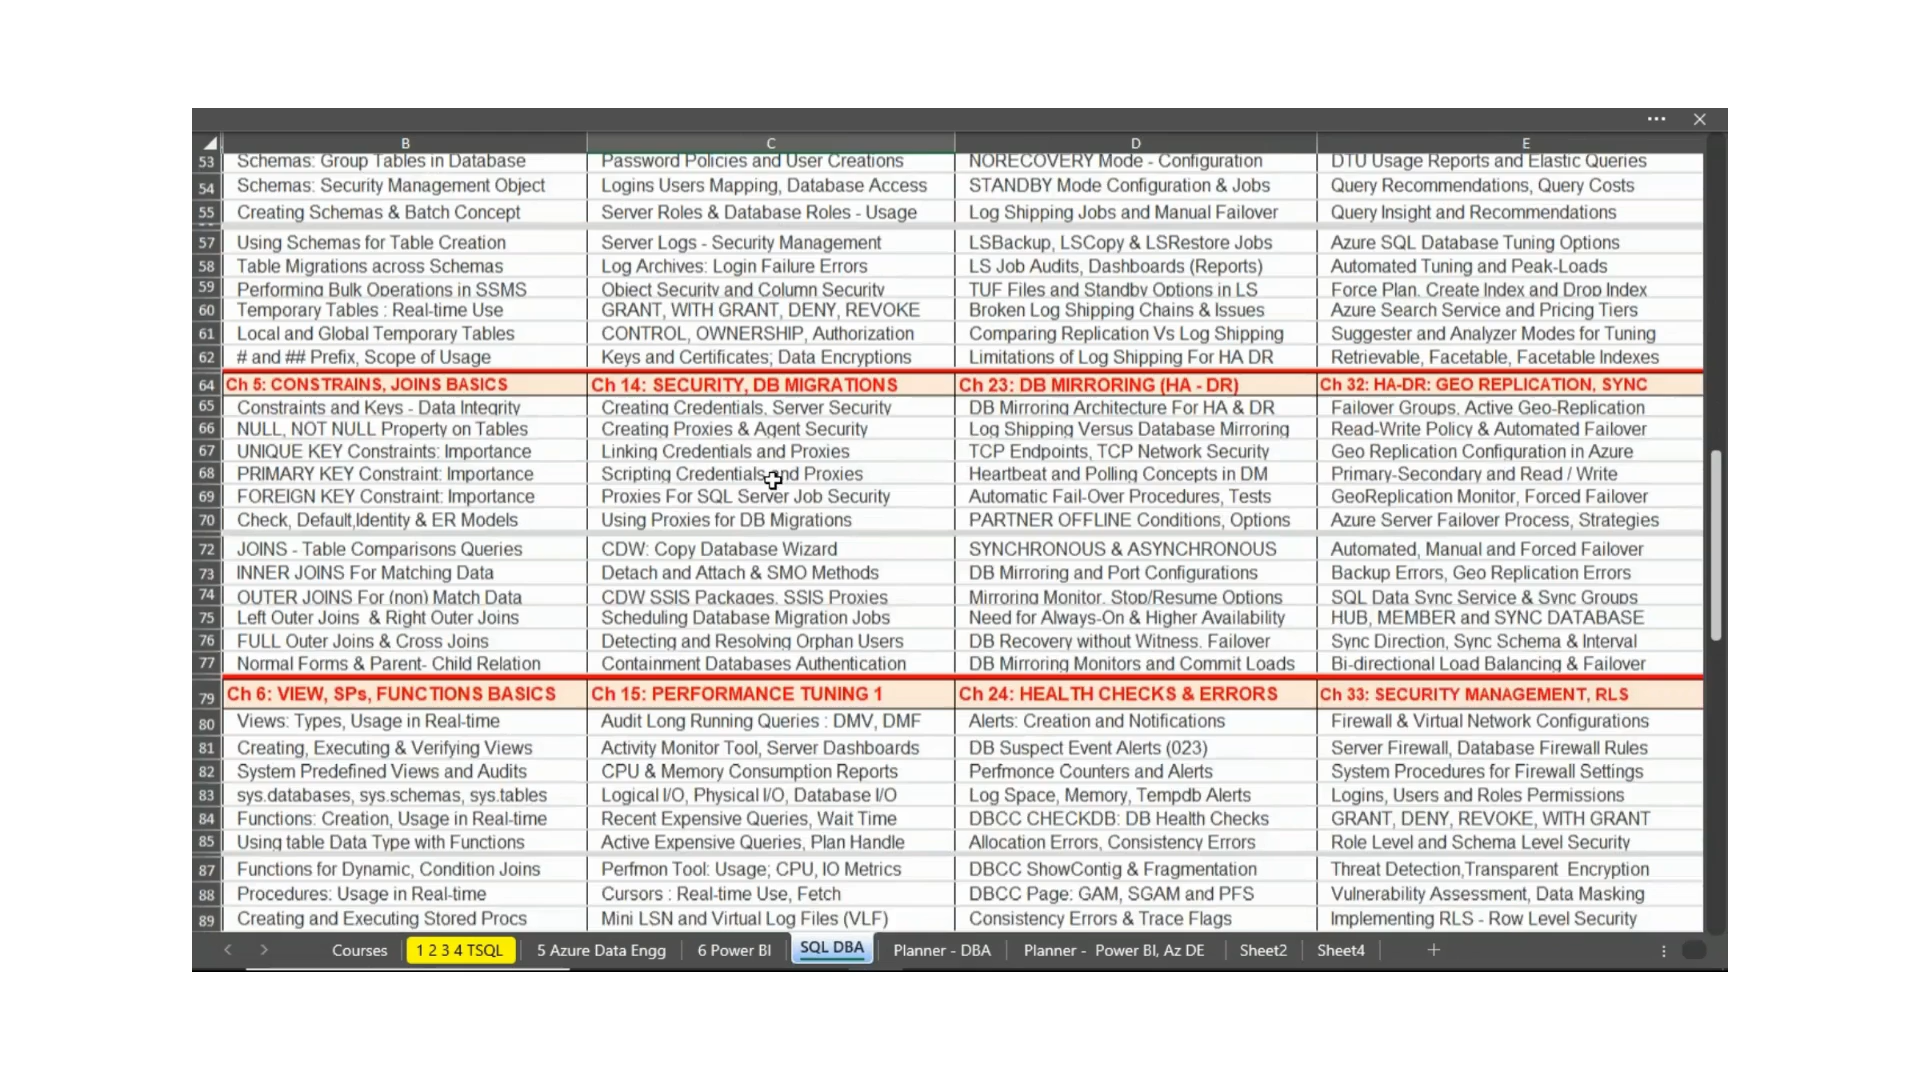 B C D E
53 Schemas: Group Tables in Database Password Policies and User Creations NORECOVERY Mode - Configuration DTU Usage Reports and Elastic Queries
54 Schemas: Security Management Object Logins Users Mapping, Database Access STANDBY Mode Configuration & Jobs Query Recommendations, Query Costs
55 Creating Schemas & Batch Concept Server Roles & Database Roles - Usage Log Shipping Jobs and Manual Failover Query Insight and Recommendations
57 Using Schemas for Table Creation Server Logs - Security Management LSBackup, LSCopy & LSRestore Jobs Azure SQL Database Tuning Options
58 Table Migrations across Schemas Log Archives: Login Failure Errors LS Job Audits, Dashboards (Reports) Automated Tuning and Peak-Loads
59 Performing Bulk Operations in SSMS Object Security and Column Security TUF Files and Standby Options in LS Force Plan, Create Index and Drop Index
60 Temporary Tables : Real-time Use GRANT, WITH GRANT, DENY, REVOKE Broken Log Shipping Chains & Issues Azure Search Service and Pricing Tiers
61 Local and Global Temporary Tables CONTROL, OWNERSHIP, Authorization Comparing Replication Vs Log Shipping Suggester and Analyzer Modes for Tuning
62 # and ## Prefix, Scope of Usage Keys and Certificates; Data Encryptions Limitations of Log Shipping For HA DR Retrievable, Facetable, Facetable Indexes
64 Ch 5: CONSTRAINS, JOINS BASICS Ch 14: SECURITY, DB MIGRATIONS Ch 23: DB MIRRORING (HA - DR) Ch 32: HA-DR: GEO REPLICATION, SYNC
65 Constraints and Keys - Data Integrity Creating Credentials, Server Security DB Mirroring Architecture For HA & DR Failover Groups, Active Geo-Replication
66 NULL, NOT NULL Property on Tables Creating Proxies & Agent Security Log Shipping Versus Database Mirroring Read-Write Policy & Automated Failover
67 UNIQUE KEY Constraints: Importance Linking Credentials and Proxies TCP Endpoints, TCP Network Security Geo Replication Configuration in Azure
68 PRIMARY KEY Constraint: Importance Scripting Credentials and Proxies Heartbeat and Polling Concepts in DM Primary-Secondary and Read / Write
69 FOREIGN KEY Constraint: Importance Proxies For SQL Server Job Security Automatic Fail-Over Procedures, Tests GeoReplication Monitor, Forced Failover
70 Check, Default,Identity & ER Models Using Proxies for DB Migrations PARTNER OFFLINE Conditions, Options Azure Server Failover Process, Strategies
72 JOINS - Table Comparisons Queries CDW: Copy Database Wizard SYNCHRONOUS & ASYNCHRONOUS Automated, Manual and Forced Failover
73 INNER JOINS For Matching Data Detach and Attach & SMO Methods DB Mirroring and Port Configurations Backup Errors, Geo Replication Errors
74 OUTER JOINS For (non) Match Data CDW SSIS Packages, SSIS Proxies Mirroring Monitor, Stop/Resume Options SQL Data Sync Service & Sync Groups
75 Left Outer Joins & Right Outer Joins Scheduling Database Migration Jobs Need for Always-On & Higher Availability HUB, MEMBER and SYNC DATABASE
76 FULL Outer Joins & Cross Joins Detecting and Resolving Orphan Users DB Recovery without Witness. Failover Sync Direction, Sync Schema & Interval
77 Normal Forms & Parent- Child Relation Containment Databases Authentication DB Mirroring Monitors and Commit Loads Bi-directional Load Balancing & Failover
79 Ch 6: VIEW, SPs, FUNCTIONS BASICS Ch 15: PERFORMANCE TUNING 1 Ch 24: HEALTH CHECKS & ERRORS Ch 33: SECURITY MANAGEMENT, RLS
80 Views: Types, Usage in Real-time Audit Long Running Queries : DMV, DMF Alerts: Creation and Notifications Firewall & Virtual Network Configurations
81 Creating, Executing & Verifying Views Activity Monitor Tool, Server Dashboards DB Suspect Event Alerts (023) Server Firewall, Database Firewall Rules
82 System Predefined Views and Audits CPU & Memory Consumption Reports Perfmonce Counters and Alerts System Procedures for Firewall Settings
83 sys.databases, sys.schemas, sys.tables Logical I/O, Physical I/O, Database I/O Log Space, Memory, Tempdb Alerts Logins, Users and Roles Permissions
84 Functions: Creation, Usage in Real-time Recent Expensive Queries, Wait Time DBCC CHECKDB: DB Health Checks GRANT, DENY, REVOKE, WITH GRANT
85 Using table Data Type with Functions Active Expensive Queries, Plan Handle Allocation Errors, Consistency Errors Role Level and Schema Level Security
87 Functions for Dynamic, Condition Joins Perfmon Tool: Usage; CPU, IO Metrics DBCC ShowContig & Fragmentation Threat Detection,Transparent Encryption
88 Procedures: Usage in Real-time Cursors : Real-time Use, Fetch DBCC Page: GAM, SGAM and PFS Vulnerability Assessment, Data Masking
89 Creating and Executing Stored Procs Mini LSN and Virtual Log Files (VLF) Consistency Errors & Trace Flags Implementing RLS - Row Level Security
Courses 1 2 3 4 TSQL 5 Azure Data Engg 6 Power BI SQL DBA Planner - DBA Planner - Power BI, Az DE Sheet2 Sheet4